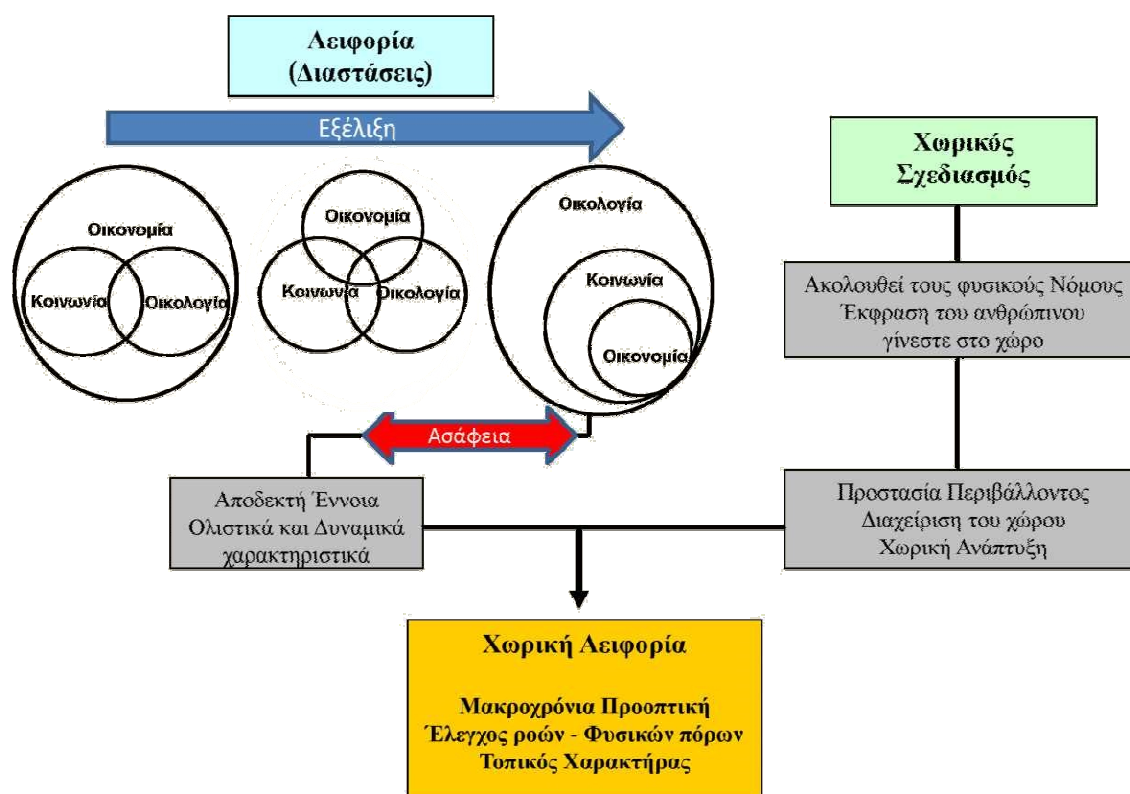 Αειφορία
(Διαστάσεις)
Εξέλιξη
Οικονομία
Κοινωνία
Οικολογία
Οικονομία
Κοινωνία
Οικολογία
Οικολογία
Κοινωνία
Οικονομία
Ασάφεια
Αποδεκτή Έννοια
Ολιστικά και Δυναμικά
χαρακτηριστικά
Χωρικός
Σχεδιασμός
Ακολουθεί τους φυσικούς Νόμους
Έκφραση του ανθρώπινου
γίνεστε στο χώρο
Προστασία Περιβάλλοντος
Διαχείριση του χώρου
Χωρική Ανάπτυξη
Χωρική Αειφορία
Μακροχρόνια Προοπτική
Έλεγχος ροών - Φυσικών πόρων
Τοπικός Χαρακτήρας